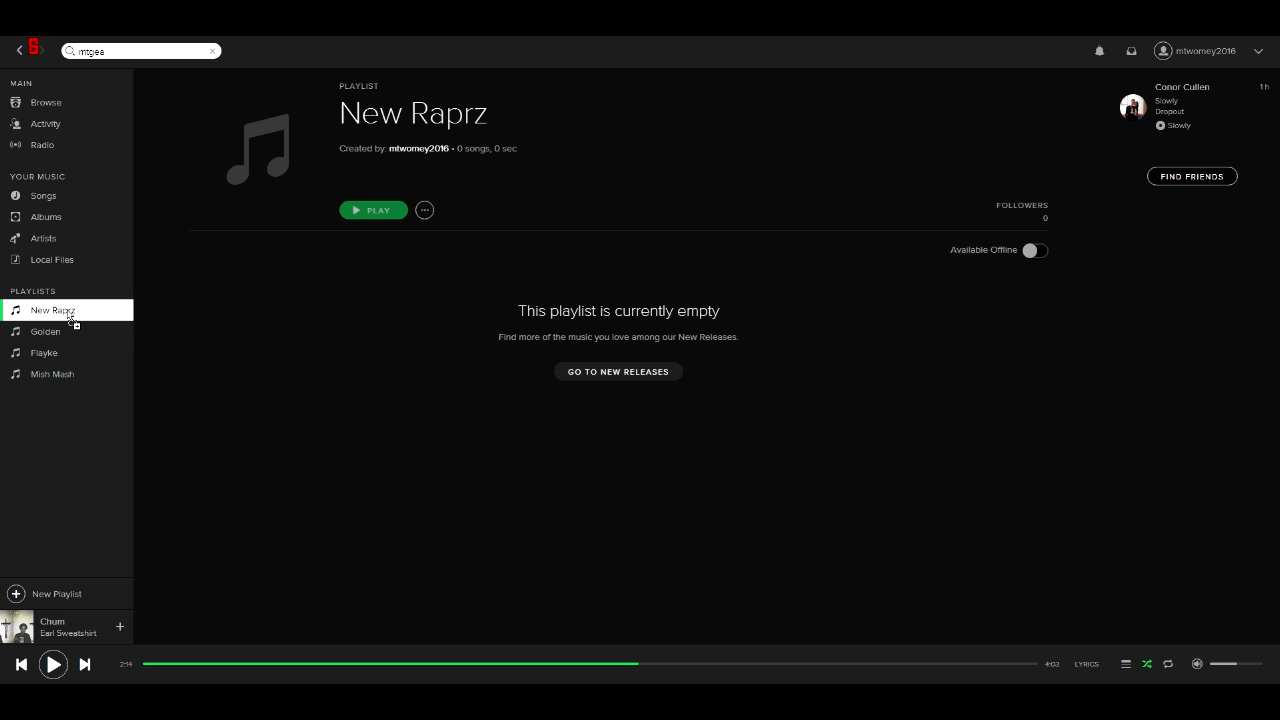 6
mtgea
mtwomey2016
MAIN
Browse
Activity
Radio
YOUR MUSIC
Songs
Albums
Artists
Local Files
PLAYLISTS
New Raprz
Golden
Flayke
Mish Mash
New Playlist
Chum
Earl Sweatshirt
PLAYLIST
New Raprz
Created by: mtwomey2016 • 0 songs, 0 sec
PLAY
FOLLOWERS
0
Available Offline
This playlist is currently empty
Find more of the music you love among our New Releases.
GO TO NEW RELEASES
Conor Cullen 1h
Slowly
Dropout
Slowly
FIND FRIENDS
2:14
4:03
LYRICS